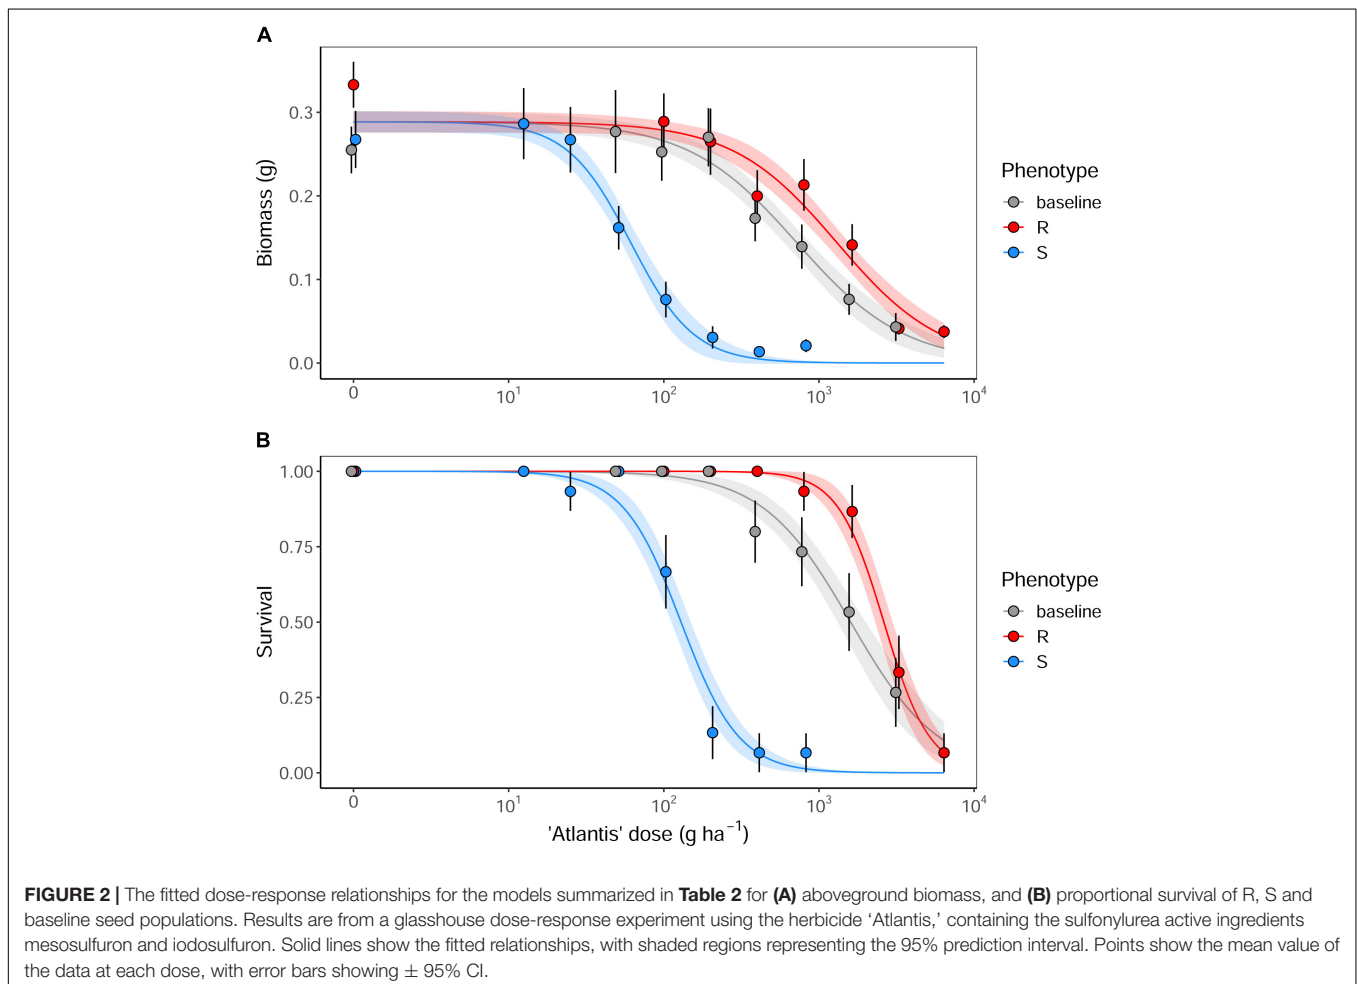 A
Biomass (g)
0.3
0.2
0.1
0.0
0
10¹
10²
10³
10⁴
Phenotype
baseline
R
S
B
Survival
1.00
0.75
0.50
0.25
0.00
0
10¹
10²
10³
10⁴
'Atlantis' dose (g ha⁻¹)
Phenotype
baseline
R
S
FIGURE 2 | The fitted dose-response relationships for the models summarized in Table 2 for (A) aboveground biomass, and (B) proportional survival of R, S and
baseline seed populations. Results are from a glasshouse dose-response experiment using the herbicide ‘Atlantis,’ containing the sulfonylurea active ingredients
mesosulfuron and iodosulfuron. Solid lines show the fitted relationships, with shaded regions representing the 95% prediction interval. Points show the mean value of
the data at each dose, with error bars showing ± 95% CI.